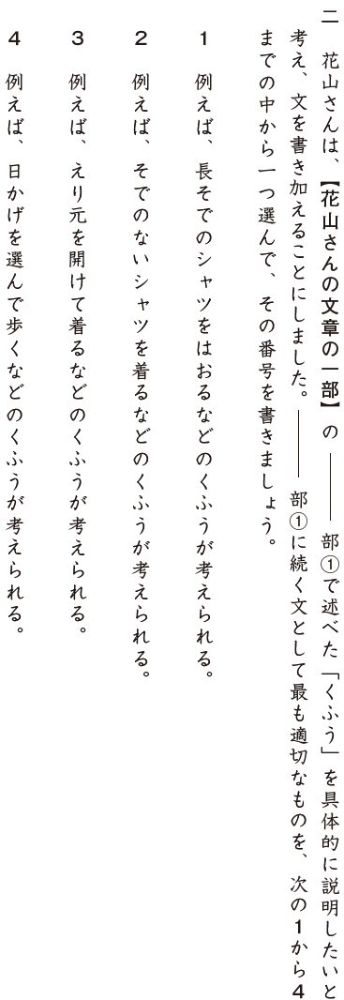 二　花山さんは、【花山さんの文章の一部】の――部①で述べた「くふう」を具体的に説明したいと
考え、文を書き加えることにしました。――部①に続く文として最も適切なものを、次の1から4
までの中から一つ選んで、その番号を書きましょう。
1　例えば、長そでのシャツをはおるなどのくふうが考えられる。
2　例えば、そでのないシャツを着るなどのくふうが考えられる。
3　例えば、えり元を開けて着るなどのくふうが考えられる。
4　例えば、日かげを選んで歩くなどのくふうが考えられる。